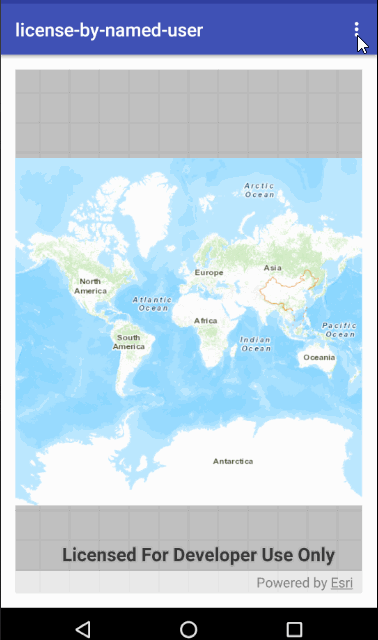 license-by-named-user
Arctic
Ocean
Europe
Asia
North
America
Atlantic
Ocean
Africa
Pacific
Ocean
South
America
Indian
Ocean
Oceania
Antarctica
Licensed For Developer Use Only
Powered by Esri